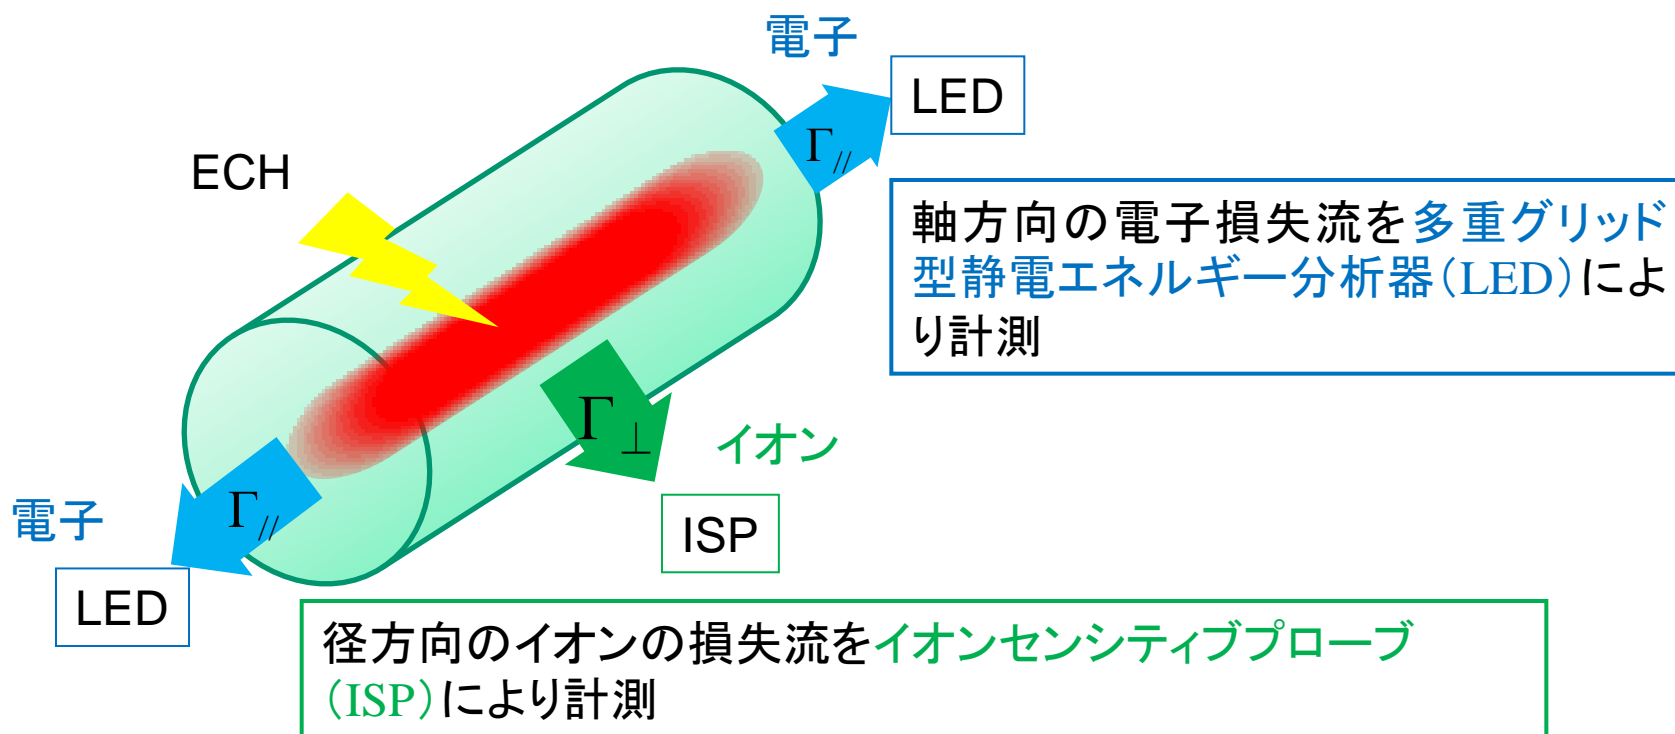 電子
LED
Γ//
ECH
軸方向の電子損失流を多重グリッド
型静電エネルギー分析器(LED)によ
り計測
Γ⊥
イオン
ISP
電子
Γ//
LED
径方向のイオンの損失流をイオンセンシティブプローブ
(ISP)により計測